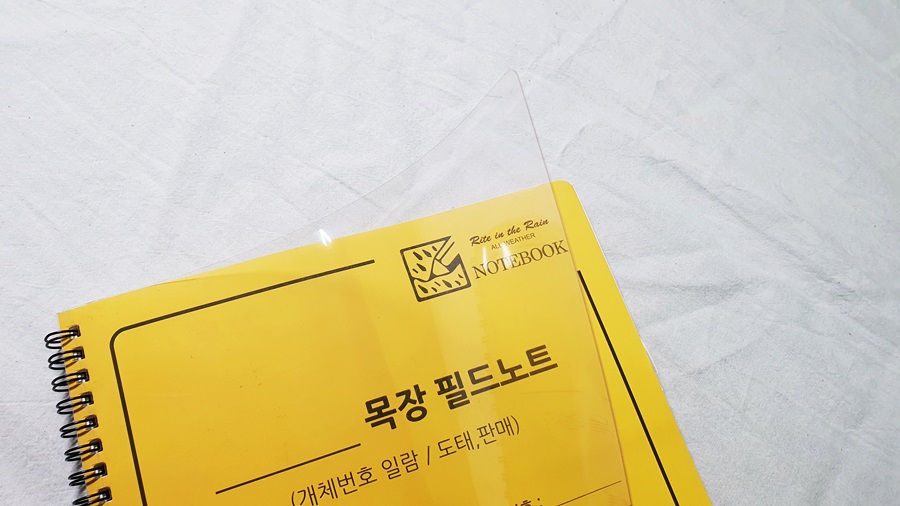 Rite in the Rain
ALL WEATHER
NOTEBOOK
목장 필드노트
(개체번호 일람 / 도태,판매)